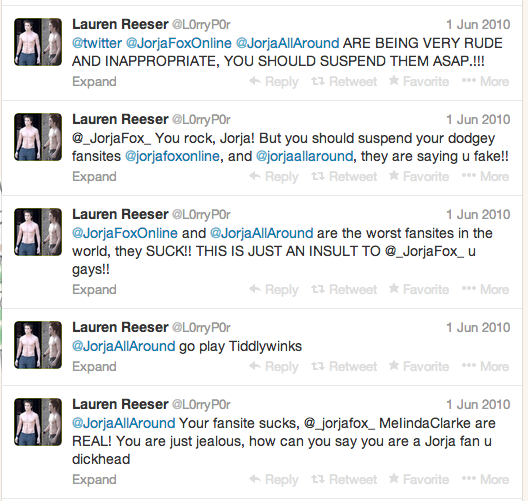 Lauren Reeser @L0rryP0r 1 Jun 2010
@twitter @JorjaFoxOnline @JorjaAllAround ARE BEING VERY RUDE
AND INAPPROPRIATE, YOU SHOULD SUSPEND THEM ASAP.!!!
Expand Reply Retweet Favorite More
Lauren Reeser @L0rryP0r 1 Jun 2010
@_JorjaFox_ You rock, Jorja! But you should suspend your dodgey
fansites @jorjafoxonline, and @jorjaallaround, they are saying u fake!!
Expand Reply Retweet Favorite More
Lauren Reeser @L0rryP0r 1 Jun 2010
@JorjaFoxOnline and @JorjaAllAround are the worst fansites in the
world, they SUCK!! THIS IS JUST AN INSULT TO @_JorjaFox_ u
gays!!
Expand Reply Retweet Favorite More
Lauren Reeser @L0rryP0r 1 Jun 2010
@JorjaAllAround go play Tiddlywinks
Expand Reply Retweet Favorite More
Lauren Reeser @L0rryP0r 1 Jun 2010
@JorjaAllAround Your fansite sucks, @_jorjafox_ MelindaClarke are
REAL! You are just jealous, how can you say you are a Jorja fan u
dickhead
Expand Reply Retweet Favorite More